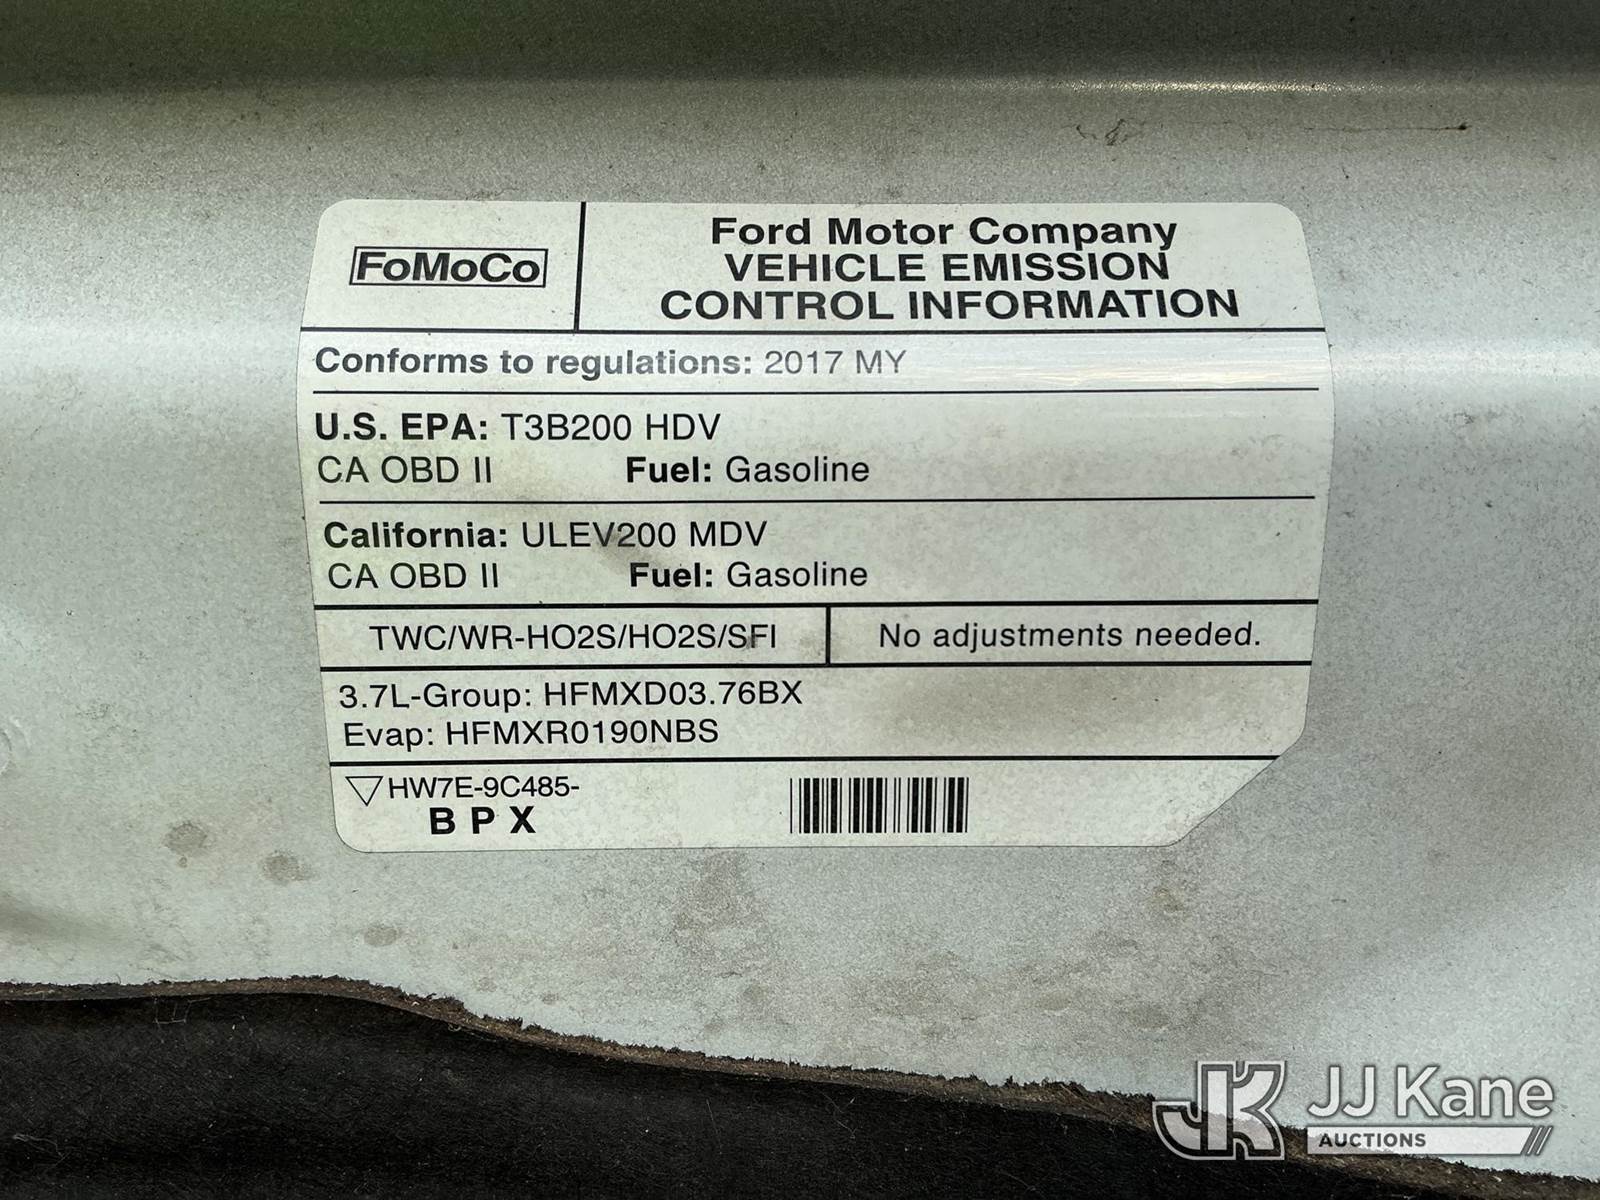 FoMoCo
Ford Motor Company
VEHICLE EMISSION
CONTROL INFORMATION
Conforms to regulations: 2017 MY
U.S. EPA: T3B200 HDV
CA OBD II Fuel: Gasoline
California: ULEV200 MDV
CA OBD II Fuel: Gasoline
TWC/WR-HO2S/HO2S/SFI
No adjustments needed.
3.7L-Group: HFMXD03.76BX
Evap: HFMXR0190NBS
HW7E-9C485-
B P X
JK JJ Kane
AUCTIONS